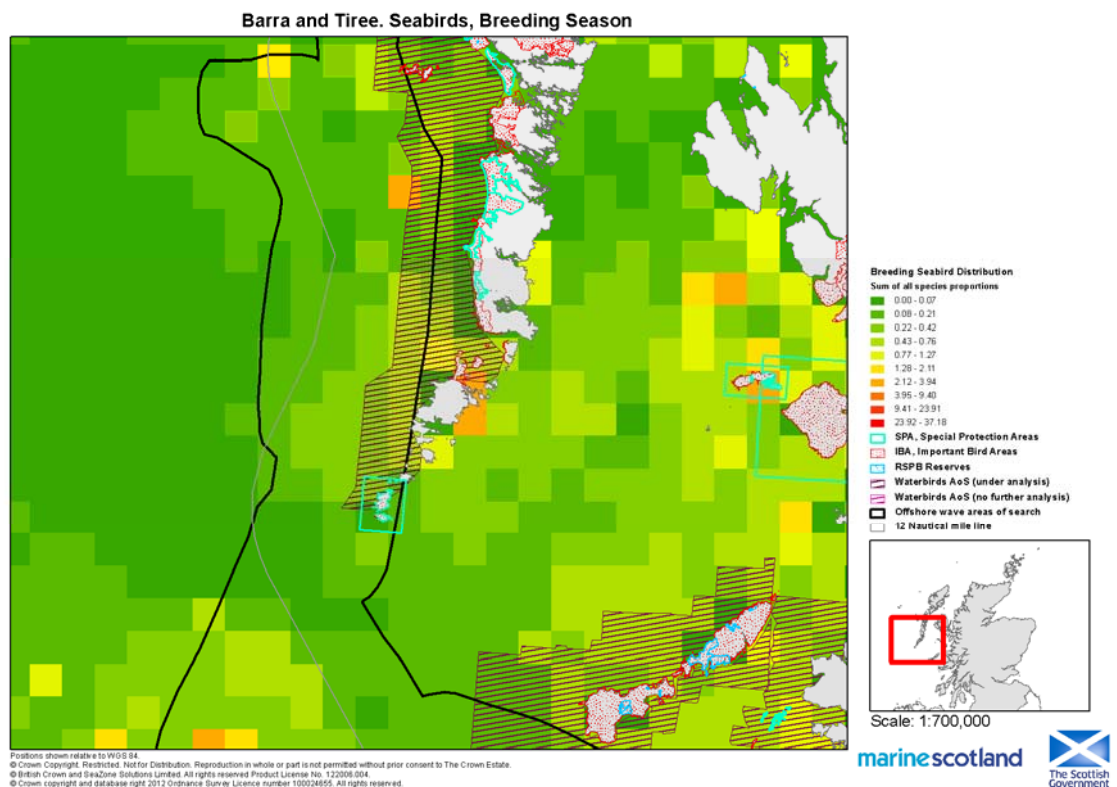 Barra and Tiree. Seabirds, Breeding Season
Breeding Seabird Distribution
Sum of all species proportions
0.00 - 0.07
0.08 - 0.21
0.22 - 0.42
0.43 - 0.76
0.77 - 1.27
1.28 - 2.11
2.12 - 3.94
3.95 - 9.40
9.41 - 23.91
23.92 - 37.18
SPA, Special Protection Areas
IBA, Important Bird Areas
RSPB Reserves
Waterbirds AoS (under analysis)
Waterbirds AoS (no further analysis)
Offshore wave areas of search
12 Nautical mile line
Scale: 1:700,000
marinescotland
The Scottish
Government
Positions shown relative to WGS 84.
© Crown Copyright. Restricted. Not for Distribution. Reproduction in whole or part is not permitted without prior consent to The Crown Estate.
© British Crown and SeaZone Solutions Limited. All rights reserved Product License No. 122006.004.
© Crown copyright and database right 2012 Ordnance Survey Licence number 100024655. All rights reserved.